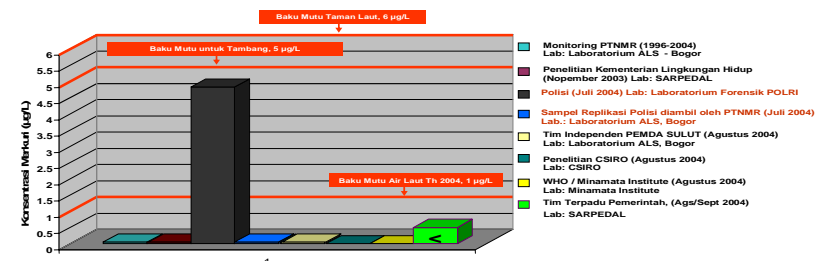 Baku Mutu Taman Laut, 6 µg/L
Baku Mutu untuk Tambang, 5 µg/L
Baku Mutu Air Laut Th 2004, 1 µg/L
Konsentrasi Merkuri (µg/L)
6
5.5
5
4.5
4
3.5
3
2.5
2
1.5
1
0.5
0
<
1
Monitoring PTNMR (1996-2004)
Lab: Laboratorium ALS - Bogor
Penelitian Kementerian Lingkungan Hidup
(Nopember 2003) Lab: SARPEDAL
Polisi (Juli 2004) Lab: Laboratorium Forensik POLRI
Sampel Replikasi Polisi diambil oleh PTNMR (Juli 2004)
Lab.: Laboratorium ALS, Bogor
Tim Independen PEMDA SULUT (Agustus 2004)
Lab: Laboratorium ALS, Bogor
Penelitian CSIRO (Agustus 2004)
Lab: CSIRO
WHO / Minamata Institute (Agustus 2004)
Lab: Minamata Institute
Tim Terpadu Pemerintah, (Ags/Sept 2004)
Lab: SARPEDAL